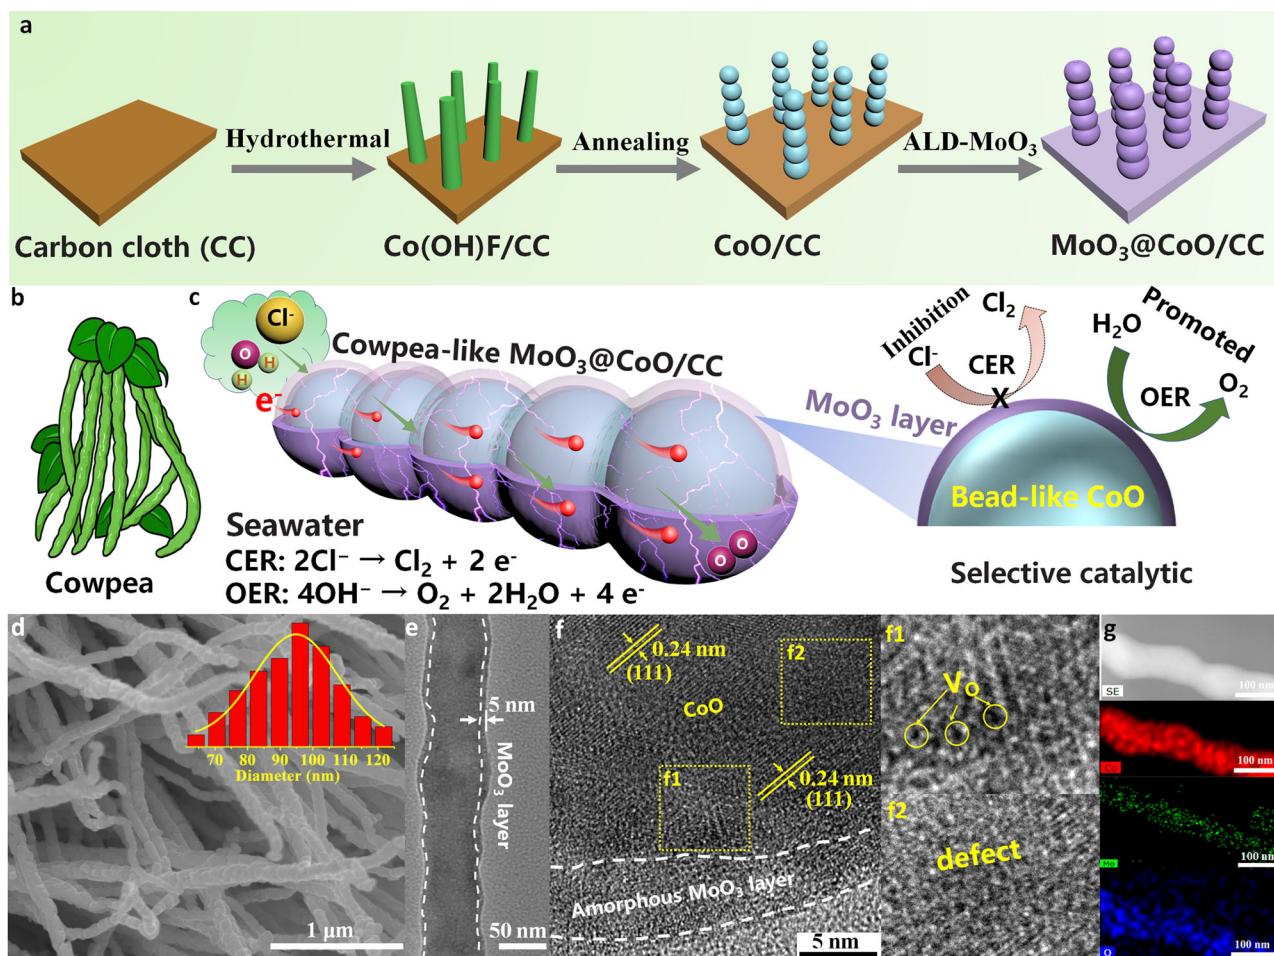 a
Hydrothermal
Annealing
ALD-MoO₃
Carbon cloth (CC)
Co(OH)F/CC
CoO/CC
MoO₃@CoO/CC
b
Cowpea
c
Cl⁻
O
H
H
e⁻
Cowpea-like MoO₃@CoO/CC
O
O
Seawater
CER: 2Cl⁻ → Cl₂ + 2 e⁻
OER: 4OH⁻ → O₂ + 2H₂O + 4 e⁻
Inhibition
Cl₂
Cl⁻
CER
X
H₂O
Promoted
OER
O₂
MoO₃ layer
Bead-like CoO
Selective catalytic
d
70 80 90 100 110 120
Diameter (nm)
1 μm
e
5 nm
MoO₃ layer
50 nm
f
0.24 nm
(111)
f2
CoO
f1
0.24 nm
(111)
Amorphous MoO₃ layer
5 nm
f1
V₀
f2
defect
g
SE
100 nm
Co
100 nm
Mo
100 nm
O
100 nm